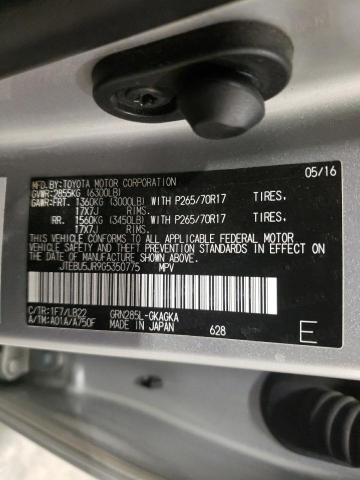 MFD.BY:TOYOTA MOTOR CORPORATION 05/16
GVWR:2855KG (6300LB)
GAWR:FRT. 1360KG (3000LB) WITH P265/70R17 TIRES,
17X7J RIMS.
RR. 1560KG (3450LB) WITH P265/70R17 TIRES,
17X7J RIMS.
THIS VEHICLE CONFORMS TO ALL APPLICABLE FEDERAL MOTOR
VEHICLE SAFETY AND THEFT PREVENTION STANDARDS IN EFFECT
ON THE DATE OF MANUFACTURE SHOWN ABOVE.
JTEBU5JR9G5350775 MPV
C/TR:1F7/LB22 GRN285L-GKAGKA
A/TM:A01A/A750F MADE IN JAPAN 628 E